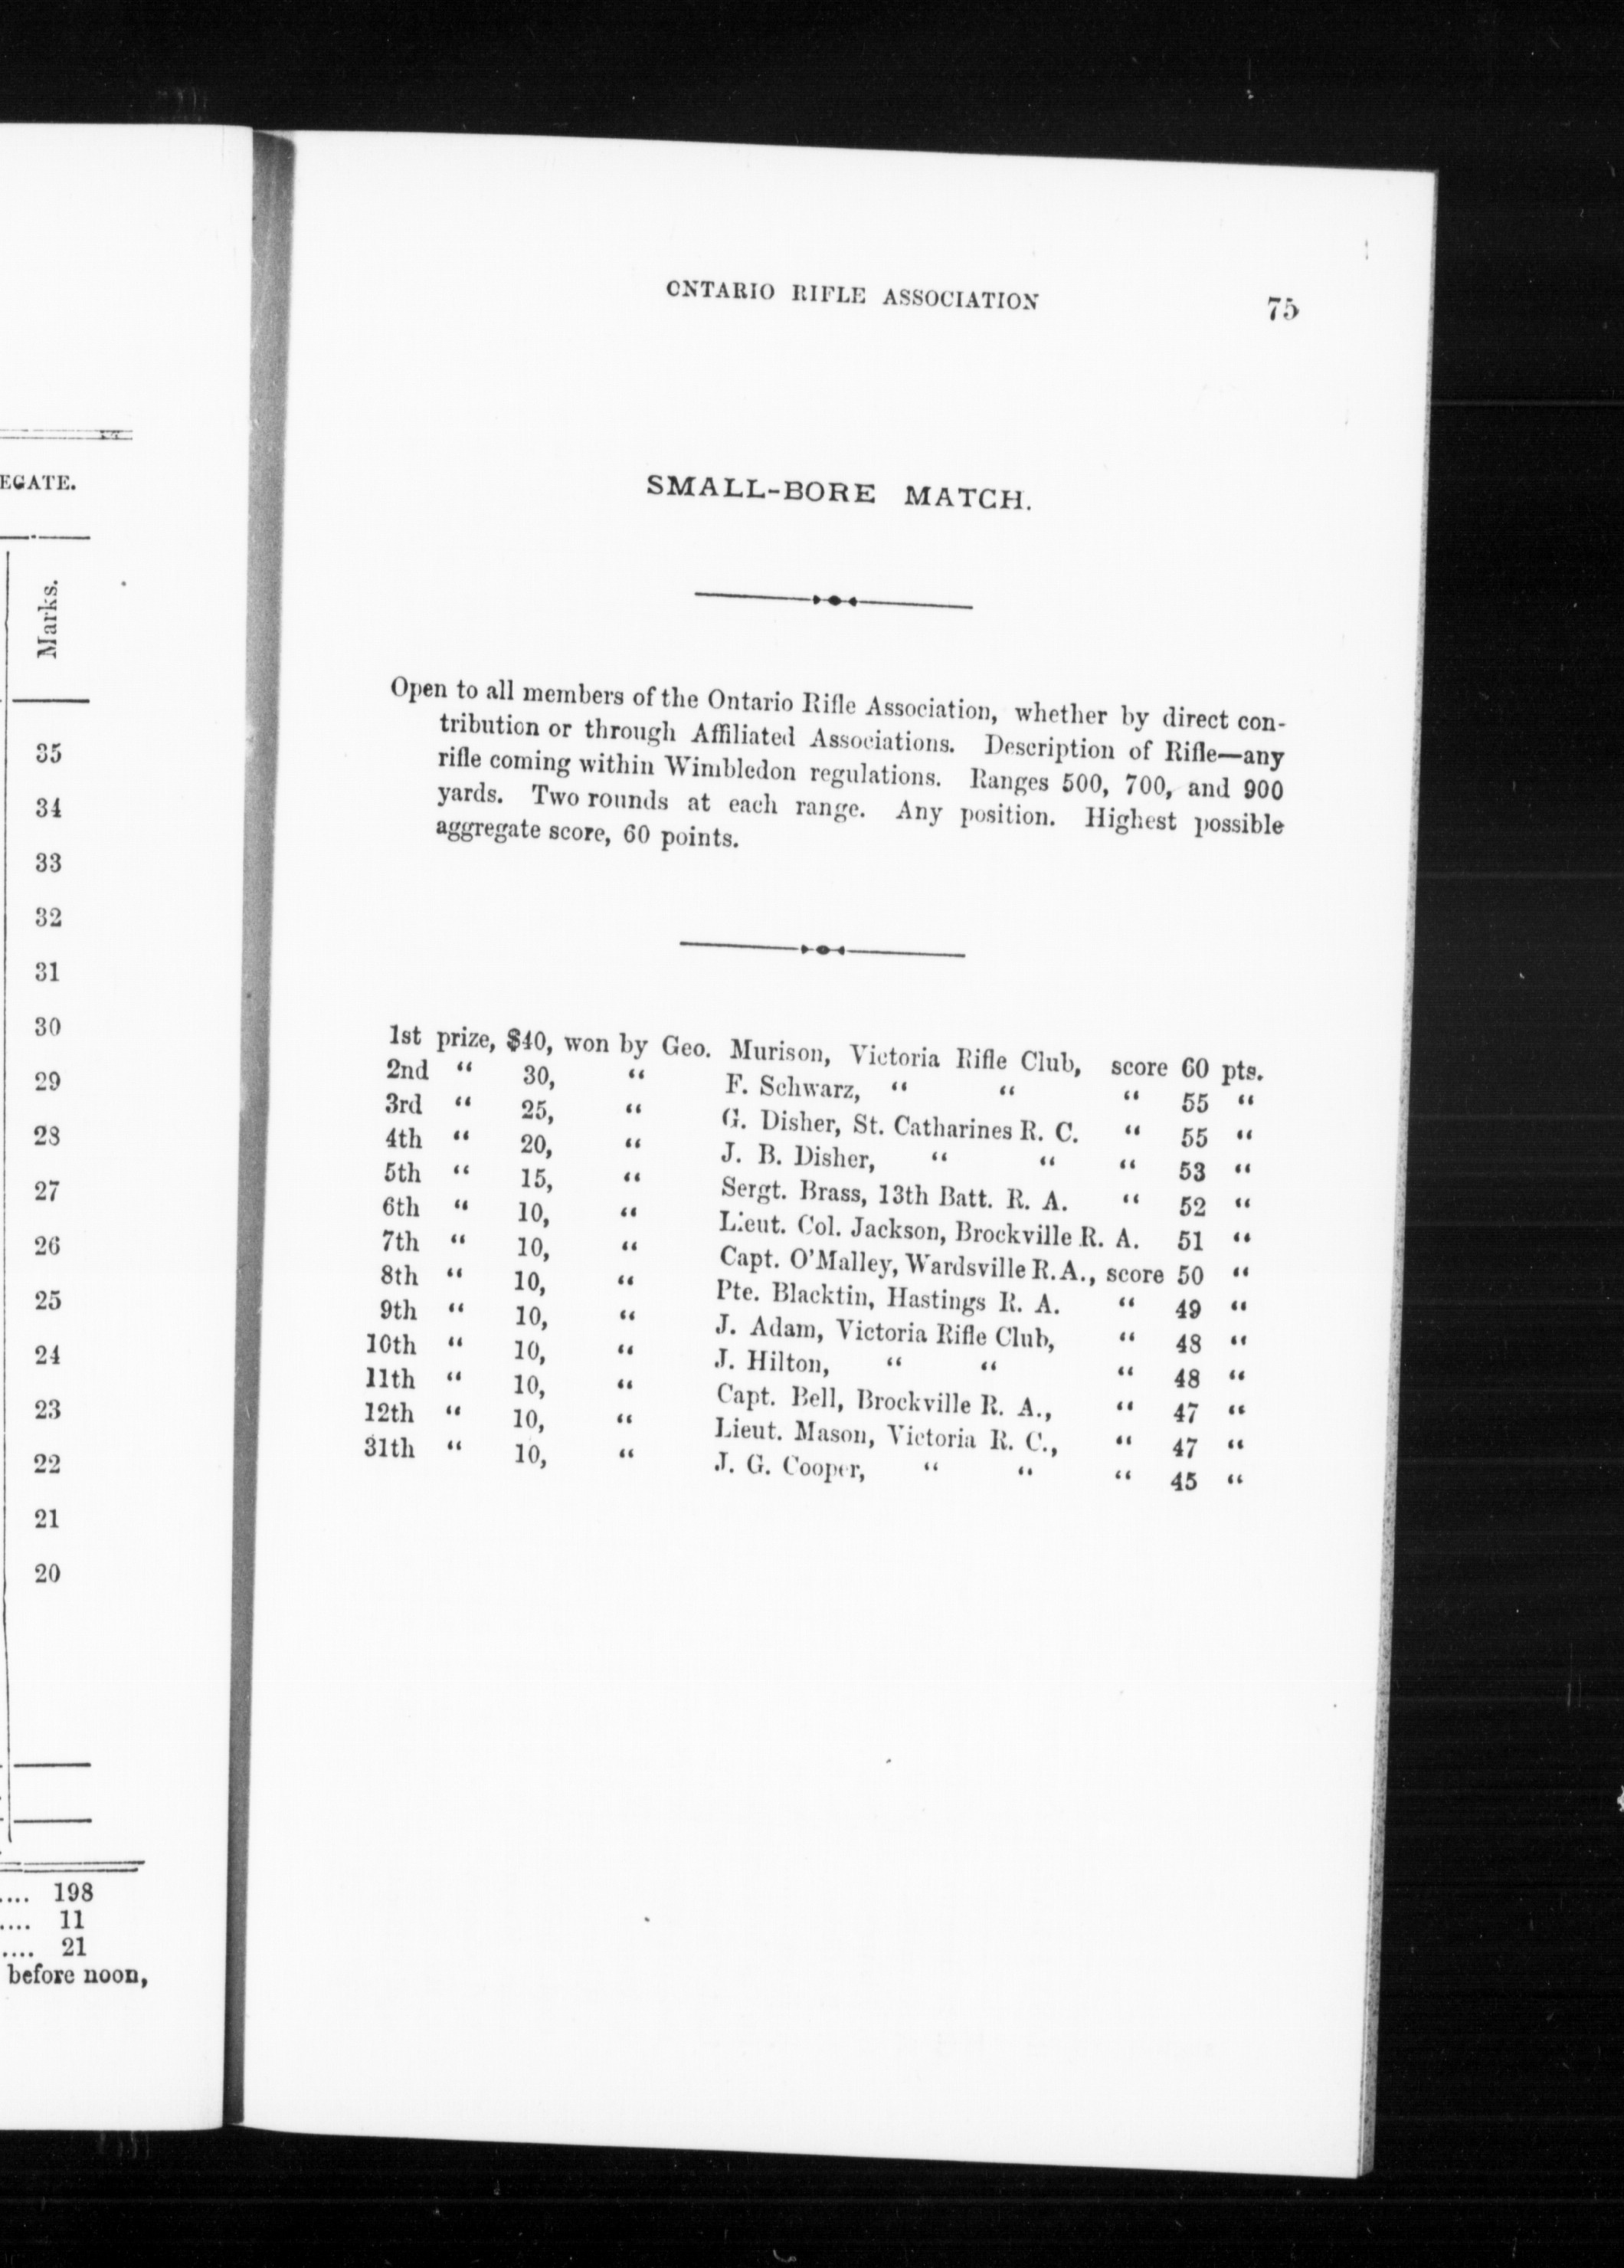 EGATE.
Marks.
35
34
33
32
31
30
29
28
27
26
25
24
23
22
21
20
.... 198
.... 11
.... 21
before noon,
ONTARIO RIFLE ASSOCIATION 75
SMALL-BORE MATCH.
Open to all members of the Ontario Rifle Association, whether by direct con-
tribution or through Affiliated Associations. Description of Rifle—any
rifle coming within Wimbledon regulations. Ranges 500, 700, and 900
yards. Two rounds at each range. Any position. Highest possible
aggregate score, 60 points.
1st prize, $40, won by Geo. Murison, Victoria Rifle Club, score 60 pts.
2nd “ 30, “ F. Schwarz, “ “ “ 55 “
3rd “ 25, “ G. Disher, St. Catharines R. C. “ 55 “
4th “ 20, “ J. B. Disher, “ “ “ 53 “
5th “ 15, “ Sergt. Brass, 13th Batt. R. A. “ 52 “
6th “ 10, “ Lieut. Col. Jackson, Brockville R. A. 51 “
7th “ 10, “ Capt. O’Malley, Wardsville R. A., score 50 “
8th “ 10, “ Pte. Blacktin, Hastings R. A. “ 49 “
9th “ 10, “ J. Adam, Victoria Rifle Club, “ 48 “
10th “ 10, “ J. Hilton, “ “ “ 48 “
11th “ 10, “ Capt. Bell, Brockville R. A., “ 47 “
12th “ 10, “ Lieut. Mason, Victoria R. C., “ 47 “
31th “ 10, “ J. G. Cooper, “ “ “ 45 “